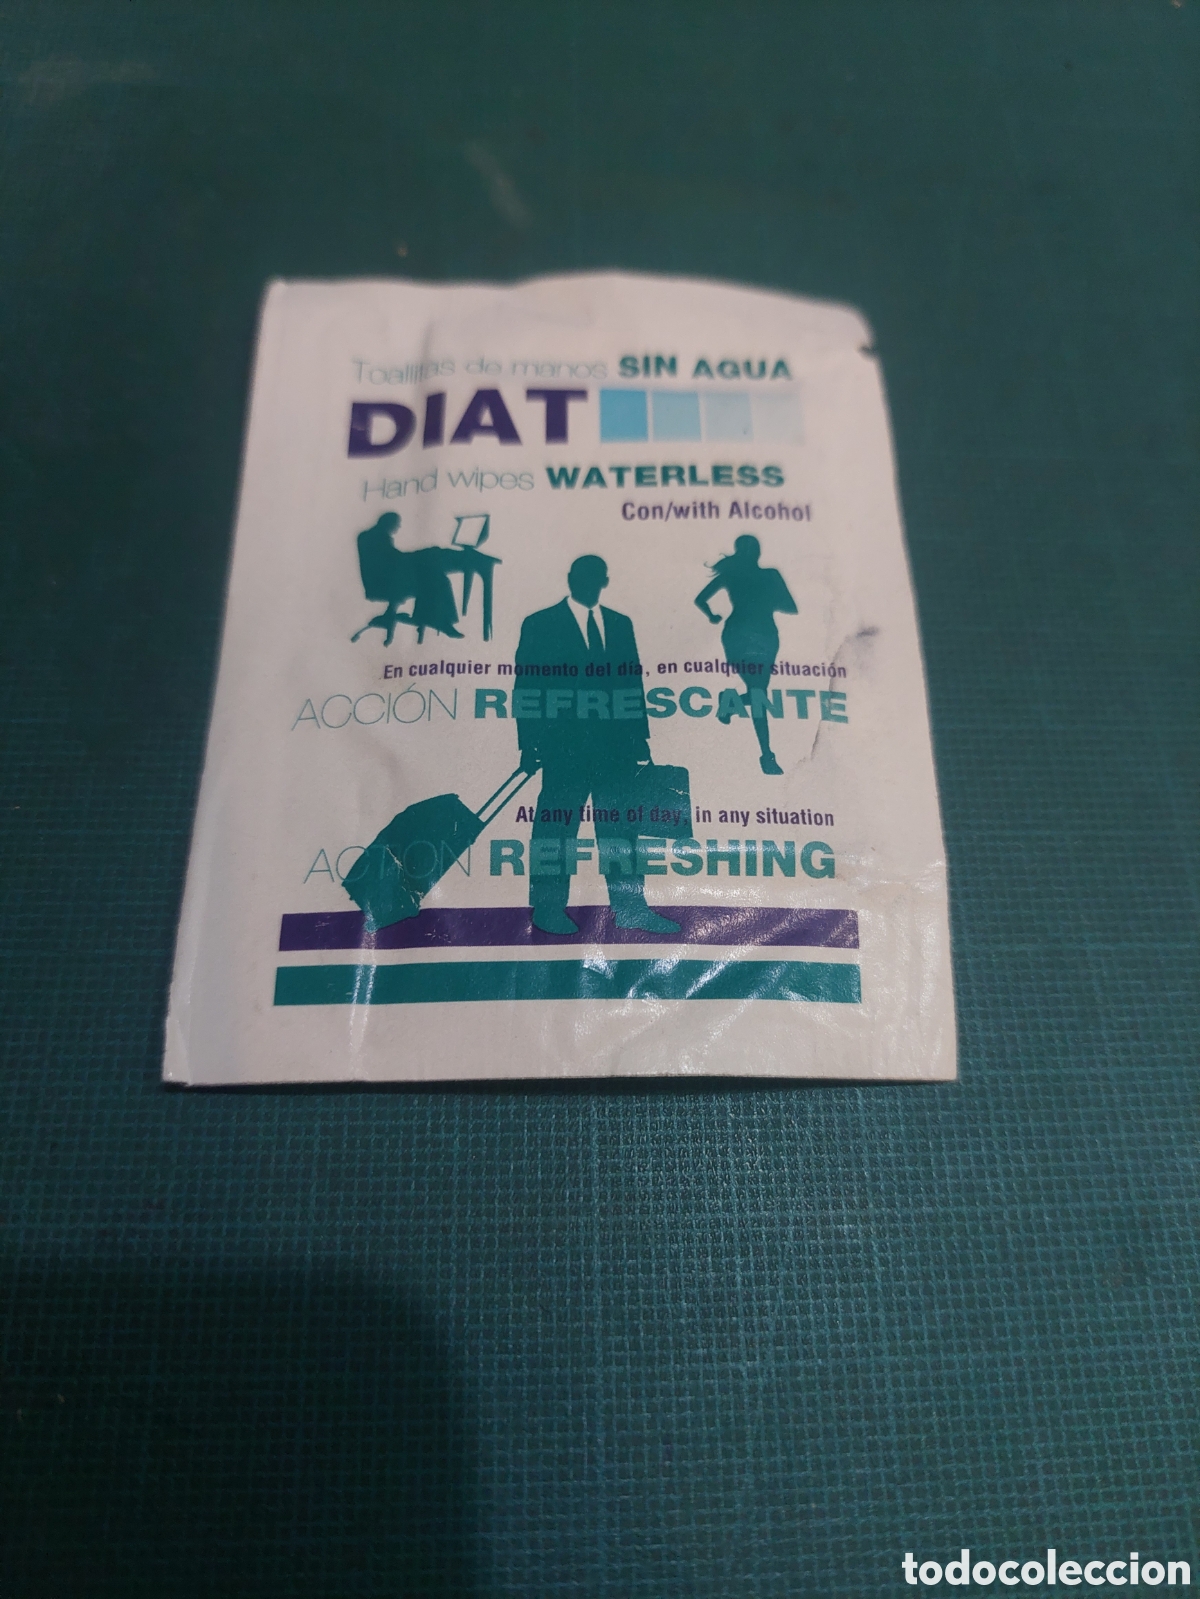 Toallitas de manos SIN AGUA
DIAT
Hand wipes WATERLESS
Con/with Alcohol
En cualquier momento del día, en cualquier situación
ACCIÓN REFRESCANTE
At any time of day, in any situation
ACTION REFRESHING
todocoleccion